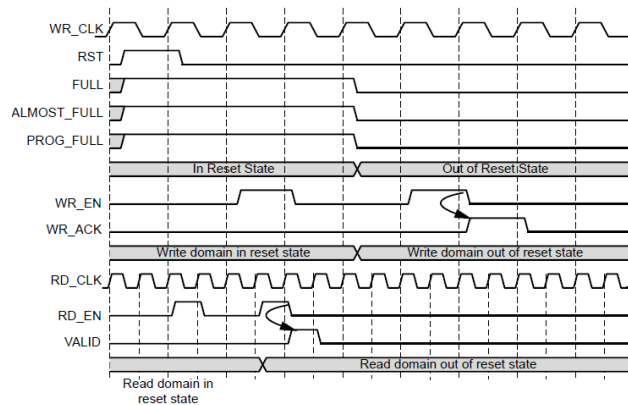 WR_CLK
RST
FULL
ALMOST_FULL
PROG_FULL
In Reset State Out of Reset State
WR_EN
WR_ACK
Write domain in reset state Write domain out of reset state
RD_CLK
RD_EN
VALID
Read domain out of reset state
Read domain in
reset state